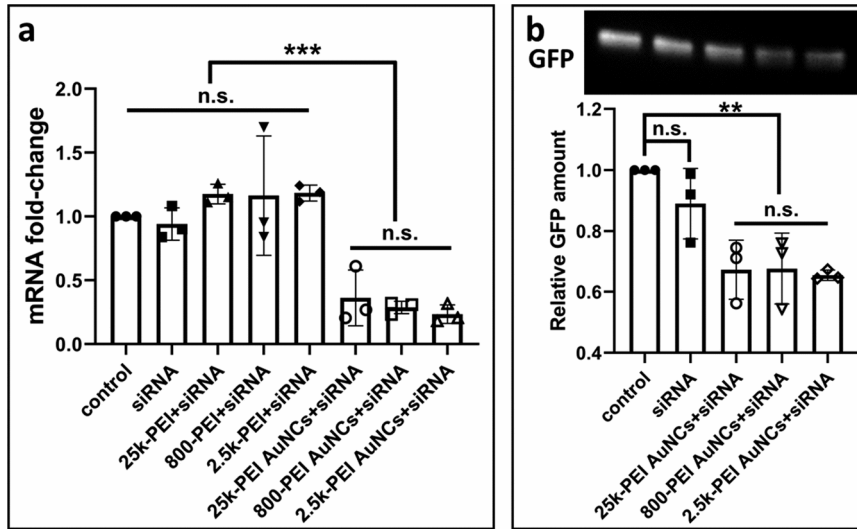 a
***
n.s.
n.s.
mRNA fold-change
2.0
1.5
1.0
0.5
0.0
control
siRNA
25k-PEI+siRNA
800-PEI+siRNA
2.5k-PEI+siRNA
25k-PEI AuNCs+siRNA
800-PEI AuNCs+siRNA
2.5k-PEI AuNCs+siRNA
b
GFP
**
n.s.
n.s.
Relative GFP amount
1.2
1.0
0.8
0.6
0.4
control
siRNA
25k-PEI AuNCs+siRNA
800-PEI AuNCs+siRNA
2.5k-PEI AuNCs+siRNA